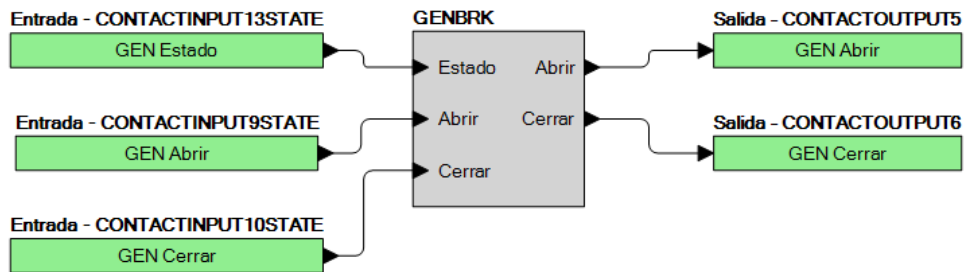 Entrada - CONTACTINPUT13STATE
GEN Estado
Entrada - CONTACTINPUT9STATE
GEN Abrir
Entrada - CONTACTINPUT10STATE
GEN Cerrar
GENBRK
Estado Abrir
Abrir Cerrar
Cerrar
Salida - CONTACTOUTPUT5
GEN Abrir
Salida - CONTACTOUTPUT6
GEN Cerrar